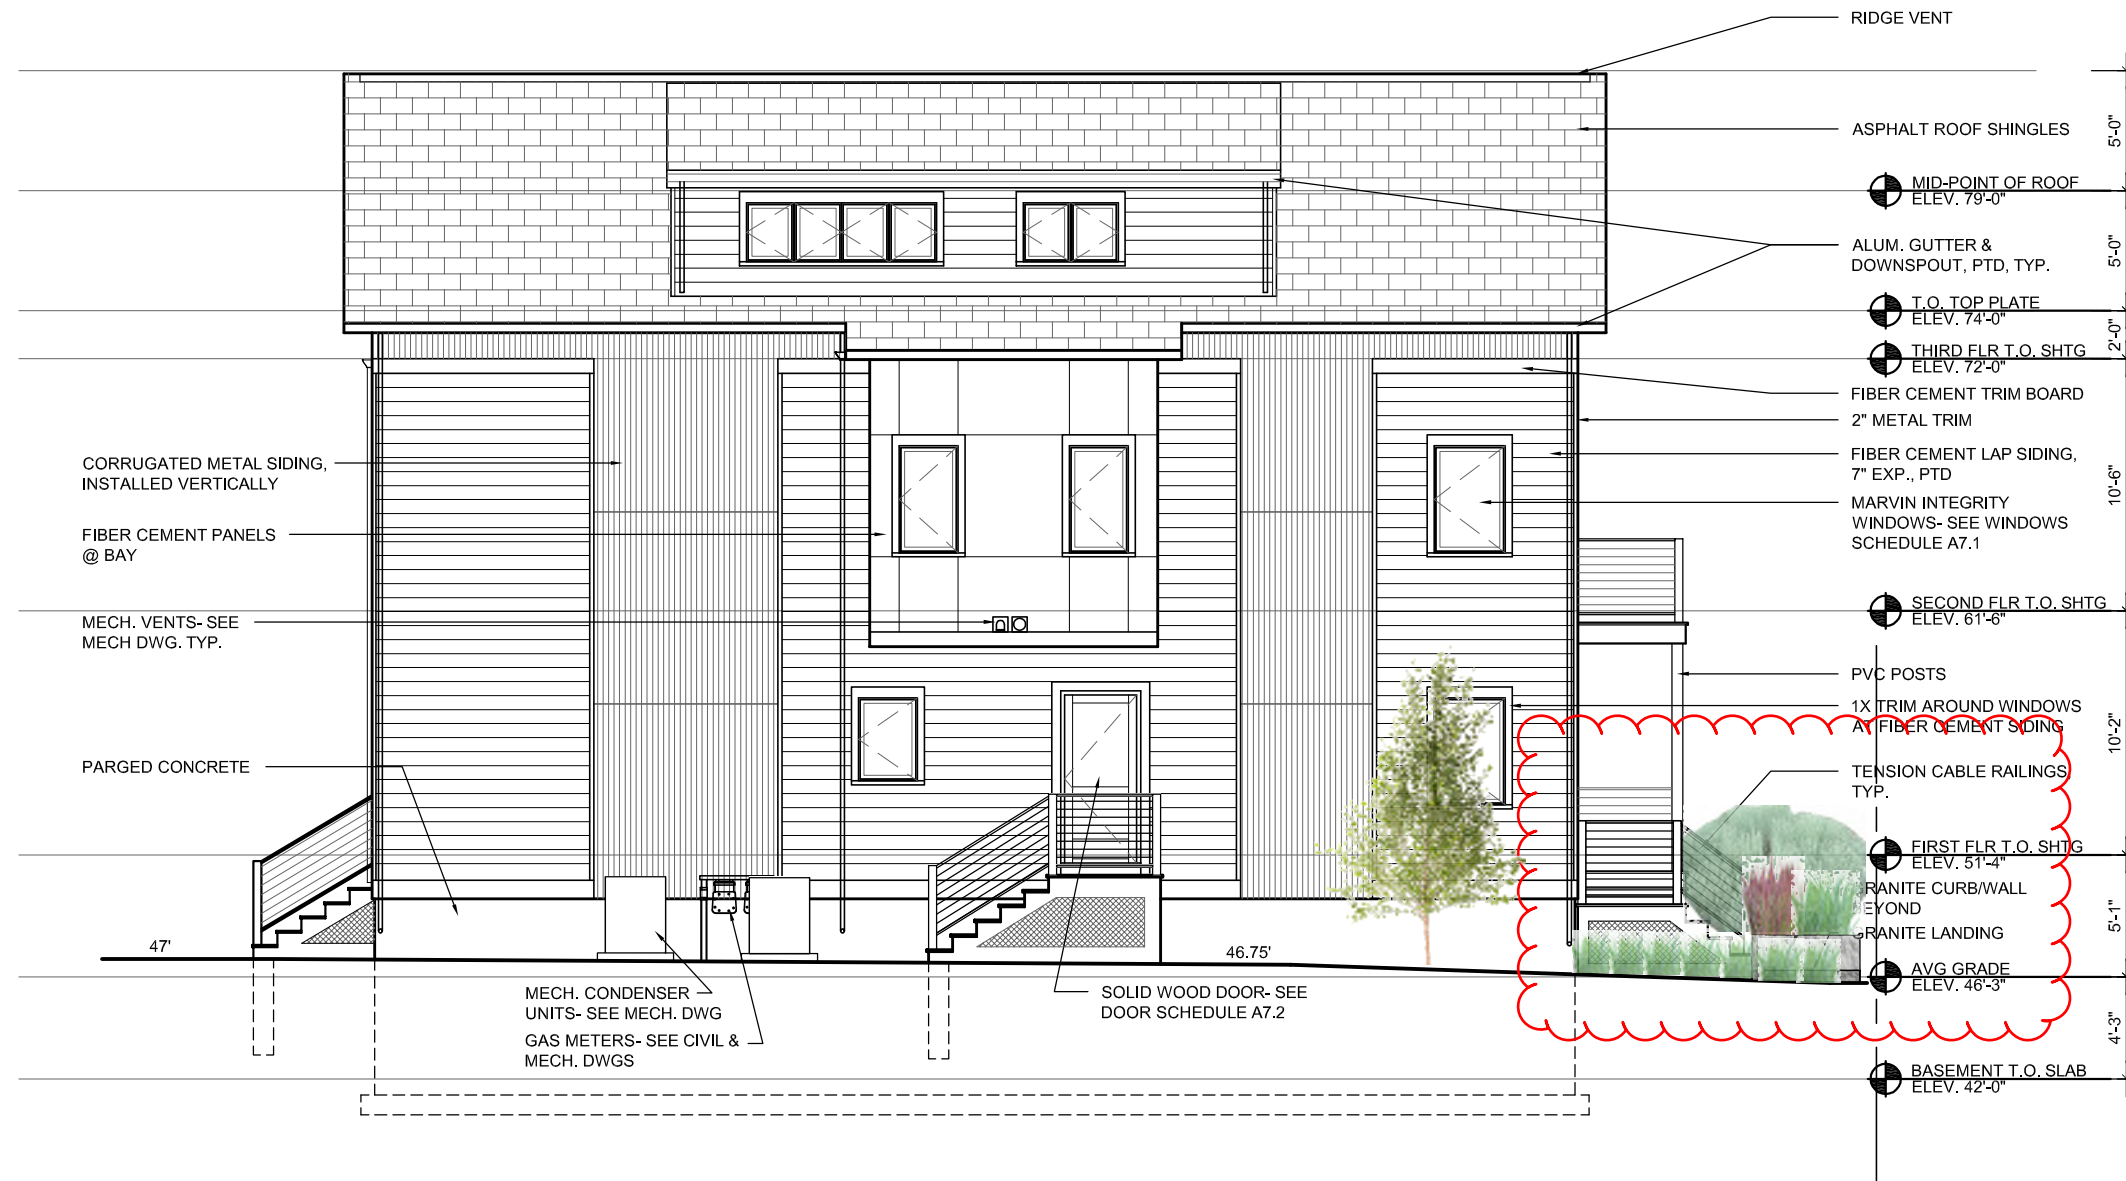 RIDGE VENT
ASPHALT ROOF SHINGLES
5'-0"
MID-POINT OF ROOF
ELEV. 79'-0"
ALUM. GUTTER &
DOWNSPOUT, PTD, TYP.
5'-0"
T.O. TOP PLATE
ELEV. 74'-0"
2'-0"
THIRD FLR T.O. SHTG
ELEV. 72'-0"
FIBER CEMENT TRIM BOARD
2" METAL TRIM
FIBER CEMENT LAP SIDING,
7" EXP., PTD
10'-6"
MARVIN INTEGRITY
WINDOWS- SEE WINDOWS
SCHEDULE A7.1
CORRUGATED METAL SIDING,
INSTALLED VERTICALLY
FIBER CEMENT PANELS
@ BAY
MECH. VENTS- SEE
MECH DWG. TYP.
PARGED CONCRETE
SECOND FLR T.O. SHTG
ELEV. 61'-6"
PVC POSTS
1X TRIM AROUND WINDOWS
AT FIBER CEMENT SIDING
10'-2"
TENSION CABLE RAILINGS,
TYP.
FIRST FLR T.O. SHTG
ELEV. 51'-4"
RANITE CURB/WALL
EYOND
GRANITE LANDING
5'-1"
AVG GRADE
ELEV. 46'-3"
4'-3"
BASEMENT T.O. SLAB
ELEV. 42'-0"
47'
46.75'
MECH. CONDENSER
UNITS- SEE MECH. DWG
GAS METERS- SEE CIVIL &
MECH. DWGS
SOLID WOOD DOOR- SEE
DOOR SCHEDULE A7.2